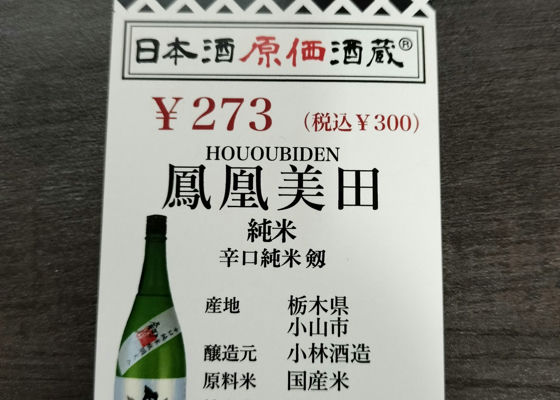 日本酒原価酒蔵®
￥273 (税込￥300)
HOUOUBIDEN
鳳凰美田
純米
辛口純米 剱
産地 栃木県
小山市
醸造元 小林酒造
原料米 国産米